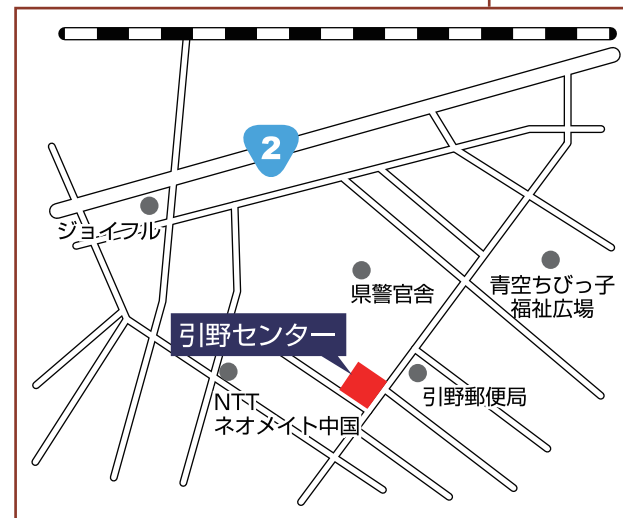 2
ジョイフル
県警官舎
青空ちびっ子
福祉広場
引野センター
引野郵便局
NTT
ネオメイト中国